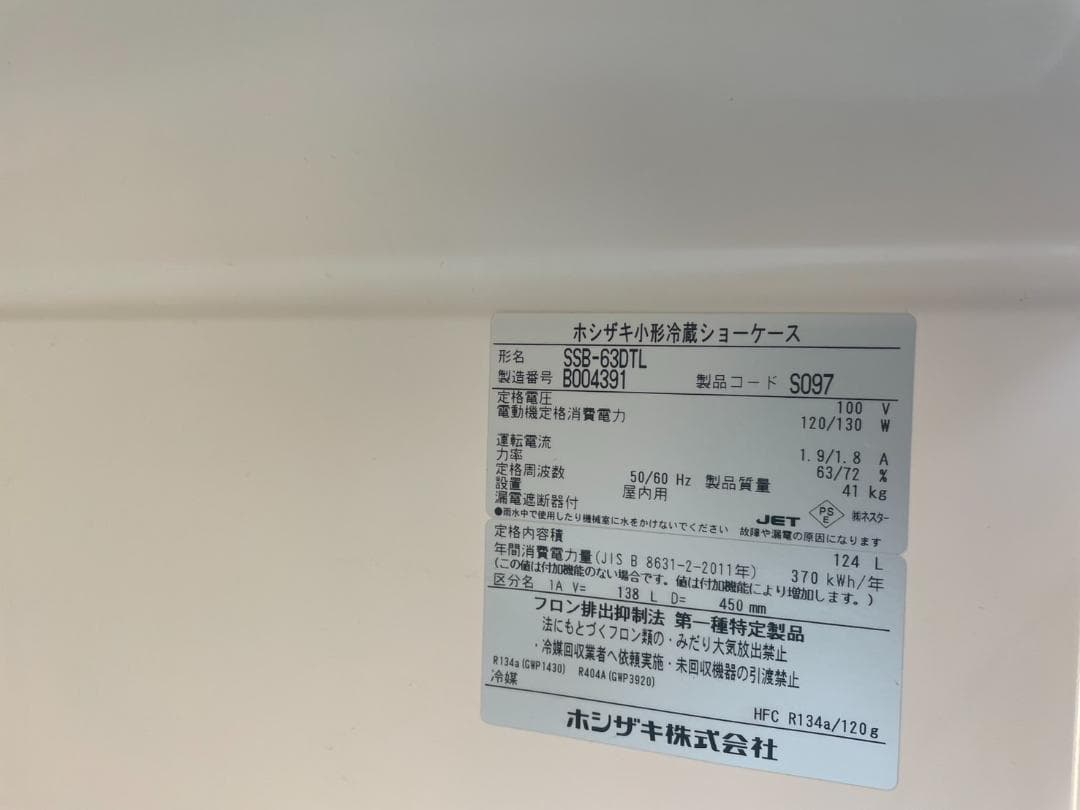 ホシザキ小形冷蔵ショーケース
形名 SSB-63DTL
製造番号 B004391 製品コード S097
定格電圧 100 V
電動機定格消費電力 120/130 W
運転電流 1.9/1.8 A
力率 63/72 %
定格周波数 50/60 Hz 製品質量 41 kg
設置 屋内用
漏電遮断器付 JET PSE ㈱ネスター
●雨水中で使用したり機械室に水をかけないでください 故障や漏電の原因になります
定格内容積 124 L
年間消費電力量(JIS B 8631-2-2011年) 370 kWh/年
(この値は付加機能のない場合です。値は付加機能により増加します。)
区分名 1A V= 138 L D= 450 mm
フロン排出抑制法 第一種特定製品
法にもとづくフロン類の・みだり大気放出禁止
・冷媒回収業者へ依頼実施・未回収機器の引渡禁止
R134a(GWP1430) R404A(GWP3920)
冷媒 HFC R134a/120g
ホシザキ株式会社